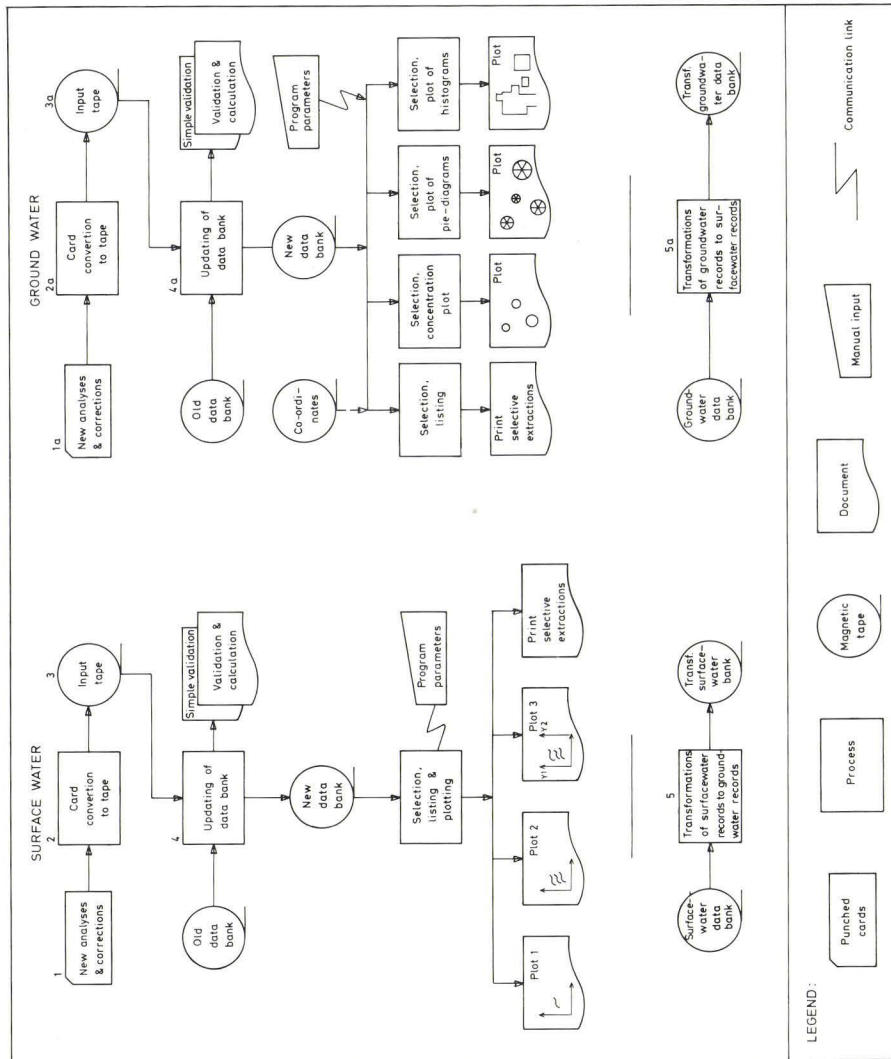 SURFACE WATER
1
New analyses
& corrections
2
Card
convertion
to tape
3
Input
tape
Old
data
bank
4
Updating of
data bank
Simple validation
Validation &
calculation
New
data
bank
Selection,
listing &
plotting
Program
parameters
Plot 1
Plot 2
Plot 3
Y1
Y2
Print
selective
extractions
Surface-
water
data
bank
5
Transformations
of surfacewater
records to ground-
water records
Transf.
surface-
water
bank
GROUND WATER
1a
New analyses
& corrections
2a
Card
convertion
to tape
3a
Input
tape
Old
data
bank
4a
Updating of
data bank
Simple validation
Validation &
calculation
Co-ordi-
nates
New
data
bank
Program
parameters
Selection,
listing
Selection,
concentration
plot
Selection,
plot of
pie-diagrams
Selection,
plot of
histograms
Print
selective
extractions
Plot
Plot
Plot
Ground-
water
data
bank
5a
Transformations
of groundwater
records to sur-
facewater records
Transf.
groundwa-
ter data
bank
LEGEND:
Punched
cards
Process
Magnetic
tape
Document
Manual input
Communication link